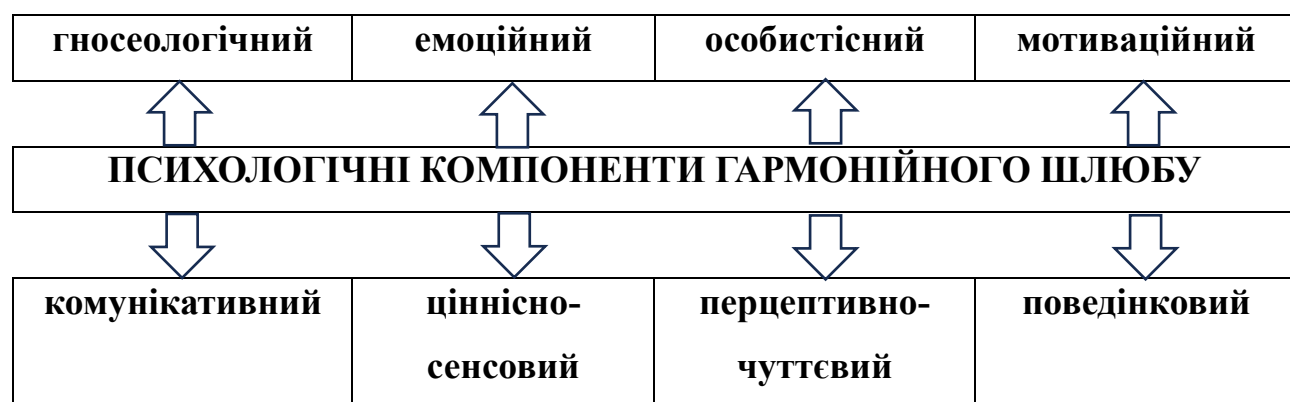 гносеологічний емоційний особистісний мотиваційний
ПСИХОЛОГІЧНІ КОМПОНЕНТИ ГАРМОНІЙНОГО ШЛЮБУ
комунікативний ціннісно- перцептивно- поведінковий
сенсовий чуттєвий